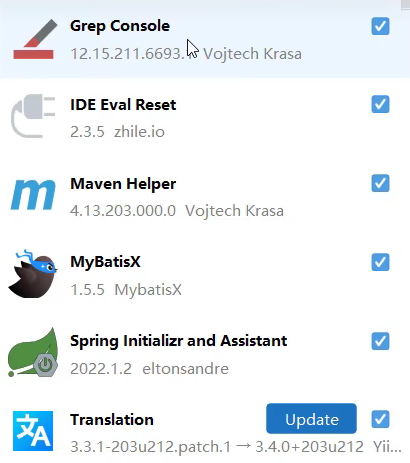 Grep Console
12.15.211.6693. Vojtech Krasa
IDE Eval Reset
2.3.5 zhile.io
Maven Helper
4.13.203.000.0 Vojtech Krasa
MyBatisX
1.5.5 MybatisX
Spring Initializr and Assistant
2022.1.2 eltonsandre
Translation
Update
3.3.1-203u212.patch.1 → 3.4.0+203u212 Yii...